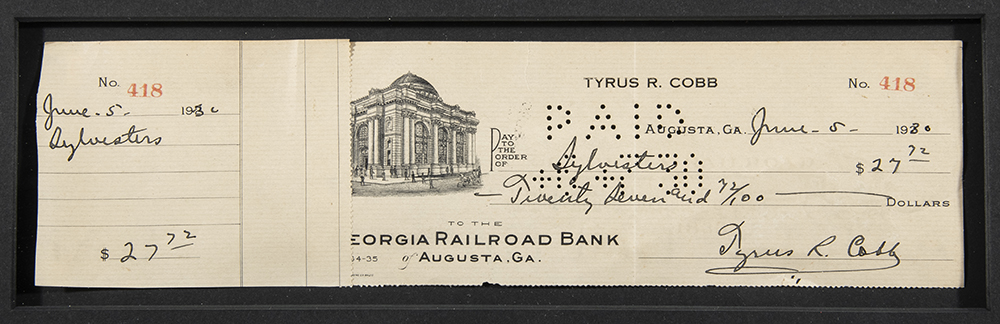 No. 418
June - 5 - 1930
Sylvesters
$ 27 72
TYRUS R. COBB
No. 418
PAID
AUGUSTA, GA. June - 5 - 1930
PAY TO THE ORDER OF
Sylvesters
$ 27 72
Twenty Seven and 72/100 DOLLARS
TO THE
EORGIA RAILROAD BANK
64-35 of AUGUSTA, GA.
Tyrus R. Cobb